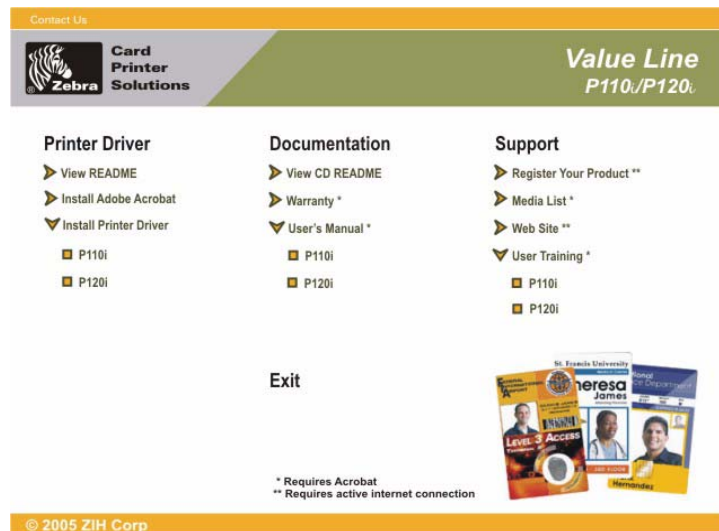 Contact Us
Zebra
®
Card
Printer
Solutions
Value Line
P110i/P120i
Printer Driver
View README
Install Adobe Acrobat
Install Printer Driver
P110i
P120i
Documentation
View CD README
Warranty *
User's Manual *
P110i
P120i
Support
Register Your Product **
Media List *
Web Site **
User Training *
P110i
P120i
Exit
St. Francis University
Theresa
James
LEVEL 3 ACCESS
Hernandez
* Requires Acrobat
** Requires active internet connection
© 2005 ZIH Corp